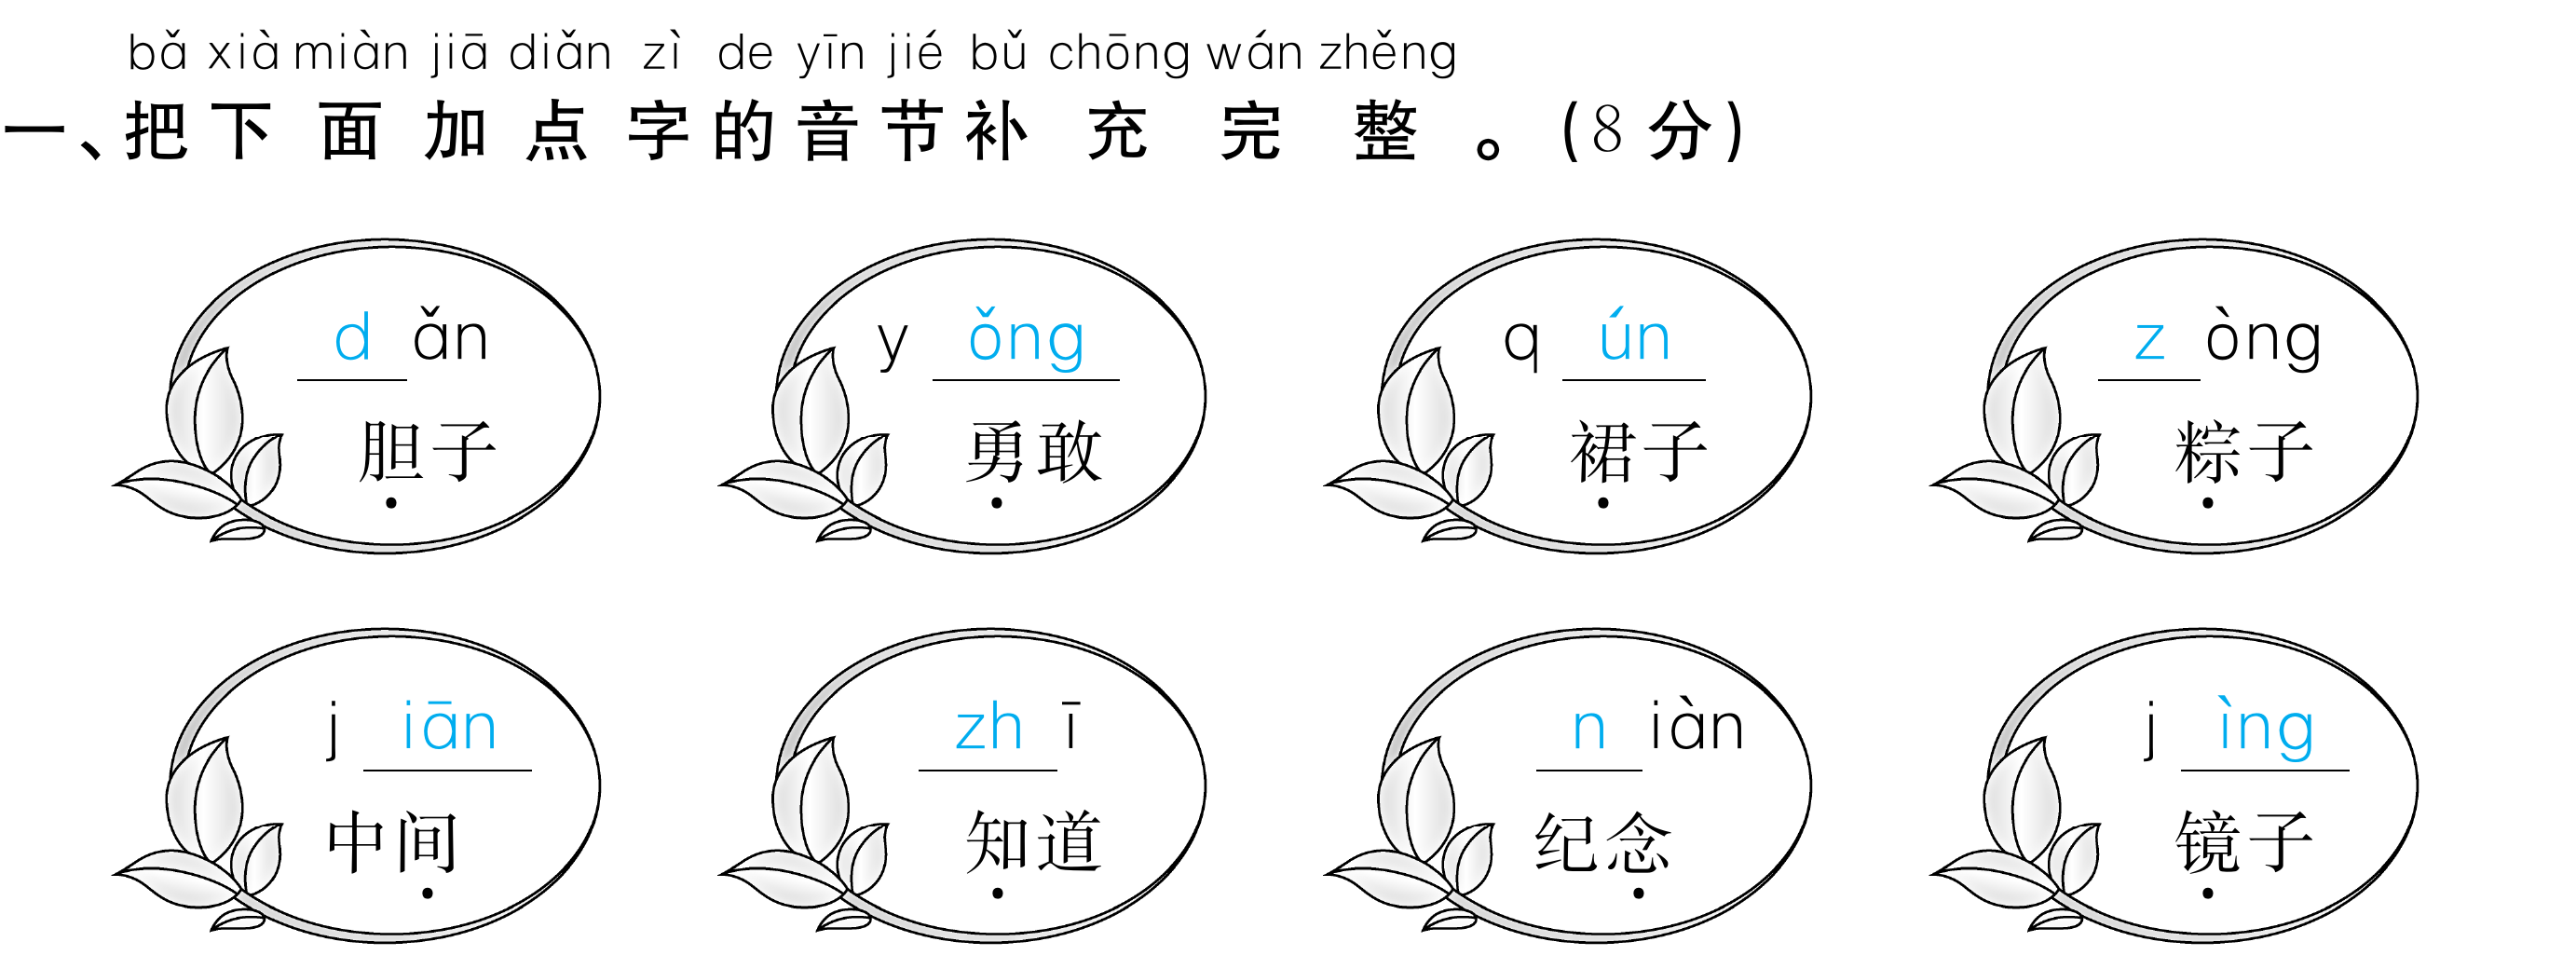 bǎ xià miàn jiā diǎn zì de yīn jié bǔ chōng wán zhěng
一、把下面加点字的音节补充完整。(8分)
d ǎn y ǒng q ún z òng
胆子 勇敢 裙子 粽子
j iān zh ī n iàn j ìng
中间 知道 纪念 镜子